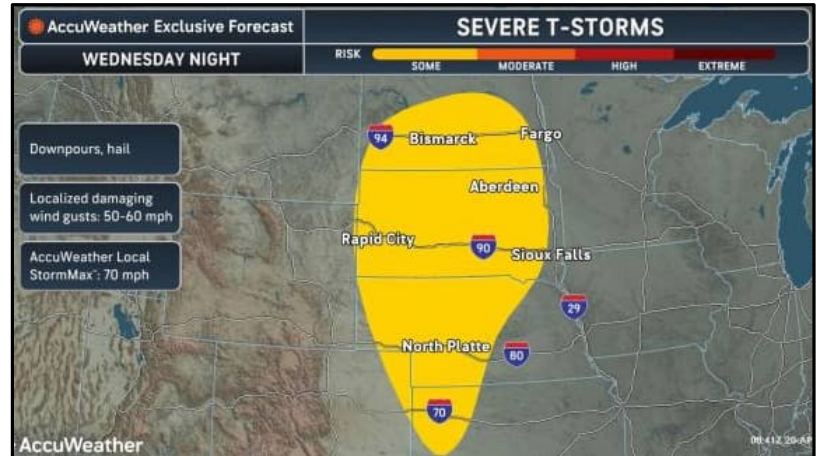 AccuWeather Exclusive Forecast
WEDNESDAY NIGHT
SEVERE T-STORMS
RISK
SOME MODERATE HIGH EXTREME
Downpours, hail
Localized damaging
wind gusts: 50-60 mph
AccuWeather Local
StormMax™: 70 mph
94
Bismarck
Fargo
Aberdeen
Rapid City
90
Sioux Falls
29
North Platte
80
70
AccuWeather